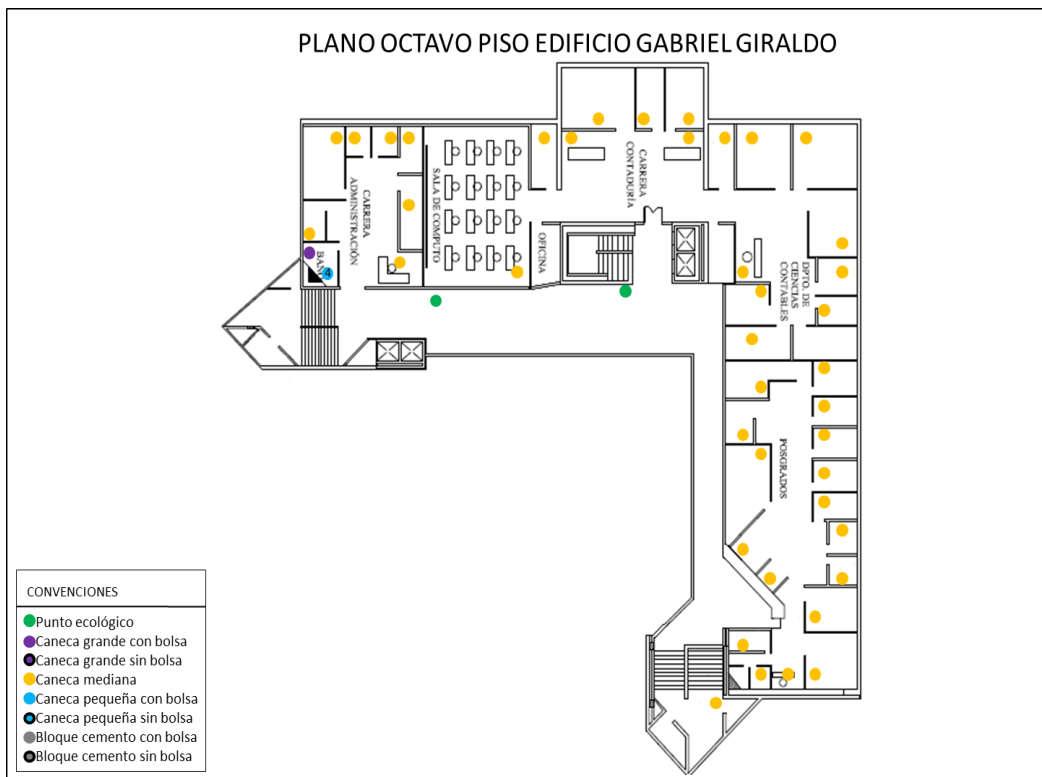 PLANO OCTAVO PISO EDIFICIO GABRIEL GIRALDO
CARRERA
ADMINISTRACIÓN
SALA DE COMPUTO
OFICINA
CARRERA
CONTADURÍA
BAN
4
DPTO. DE
CIENCIAS
CONTABLES
POSGRADOS
CONVENCIONES
Punto ecológico
Caneca grande con bolsa
Caneca grande sin bolsa
Caneca mediana
Caneca pequeña con bolsa
Caneca pequeña sin bolsa
Bloque cemento con bolsa
Bloque cemento sin bolsa